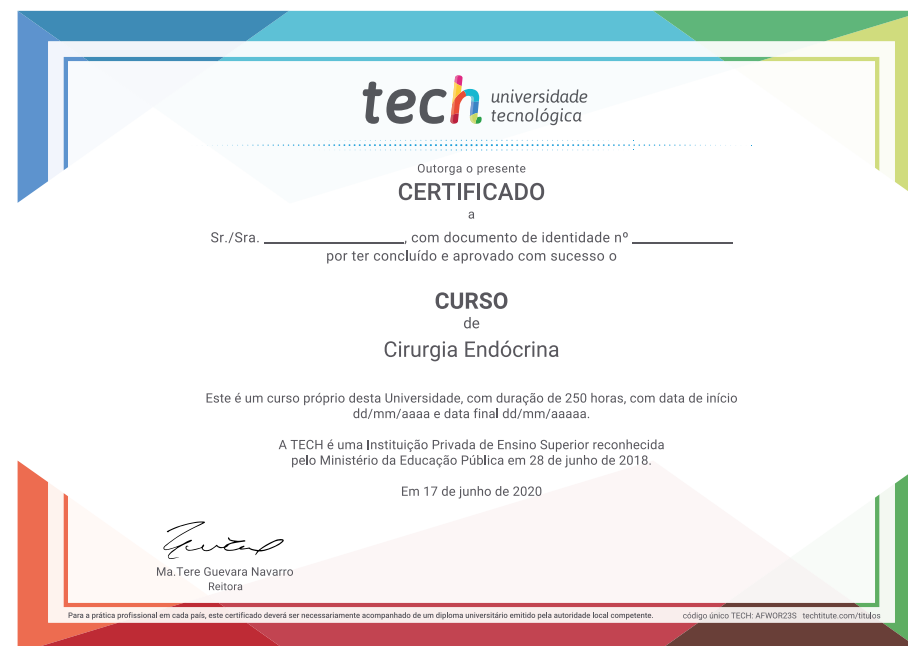 tech universidade
tecnológica
Outorga o presente
CERTIFICADO
a
Sr./Sra. ____________________, com documento de identidade nº ______________
por ter concluído e aprovado com sucesso o
CURSO
de
Cirurgia Endócrina
Este é um curso próprio desta Universidade, com duração de 250 horas, com data de início
dd/mm/aaaa e data final dd/mm/aaaaa.
A TECH é uma Instituição Privada de Ensino Superior reconhecida
pelo Ministério da Educação Pública em 28 de junho de 2018.
Em 17 de junho de 2020
Ma.Tere Guevara Navarro
Reitora
Para a prática profissional em cada país, este certificado deverá ser necessariamente acompanhado de um diploma universitário emitido pela autoridade local competente. código único TECH: AFWOR23S techtitute.com/titulos